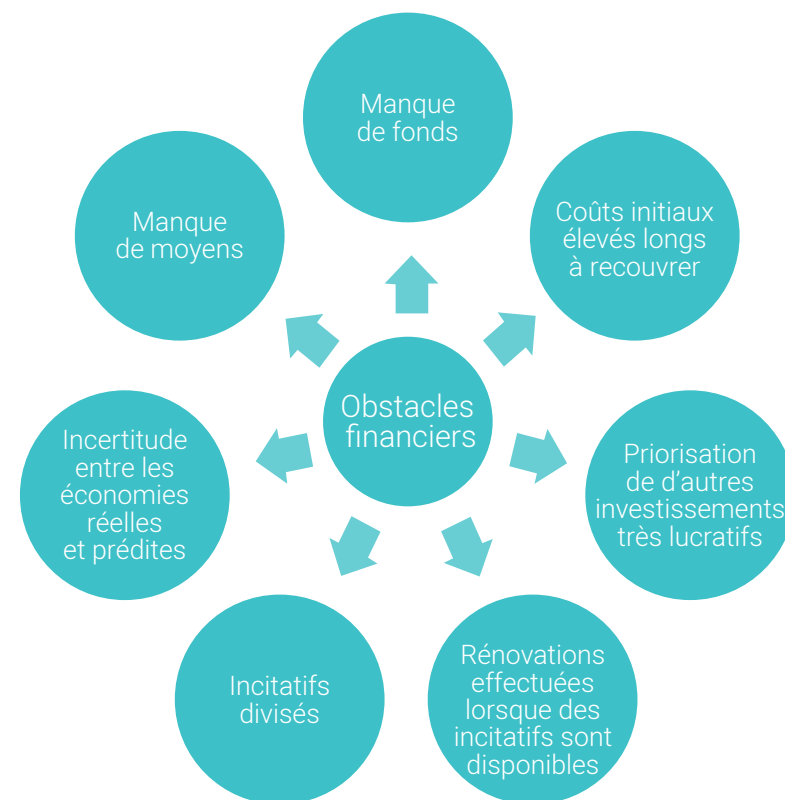 Manque
de fonds
Coûts initiaux
élevés longs
à recouvrer
Priorisation
de d'autres
investissements
très lucratifs
Rénovations
effectuées
lorsque des
incitatifs sont
disponibles
Incitatifs
divisés
Incertitude
entre les
économies
réelles
et prédites
Manque
de moyens
Obstacles
financiers